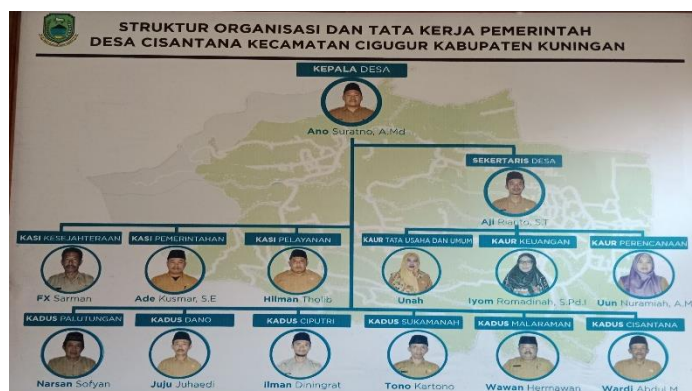 STRUKTUR ORGANISASI DAN TATA KERJA PEMERINTAH
DESA CISANTANA KECAMATAN CIGUGUR KABUPATEN KUNINGAN
KEPALA DESA
Ano Suratno, A.Md
SEKERTARIS DESA
Aji Rianto, S.T
KASI KESEJAHTERAAN
KASI PEMERINTAHAN
KASI PELAYANAN
KAUR TATA USAHA DAN UMUM
KAUR KEUANGAN
KAUR PERENCANAAN
FX Sarman
Ade Kusmar, S.E
Hilman Tholib
Unah
Iyom Romadinah, S.Pd.I
Uun Nuramiah, A.M
KADUS PALUTUNGAN
KADUS DANO
KADUS CIPUTRI
KADUS SUKAMANAH
KADUS MALARAMAN
KADUS CISANTANA
Narsan Sofyan
Juju Juhaedi
Ilman Diningrat
Tono Kartono
Wawan Hermawan
Wardi Abdul M